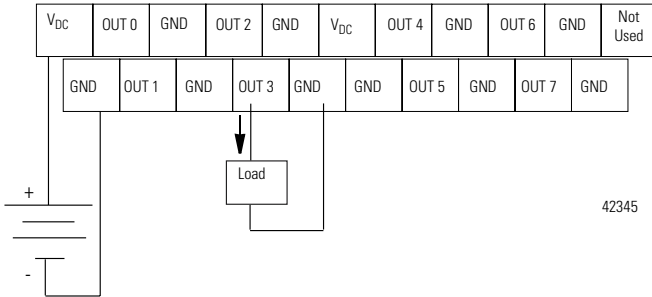 VDC OUT 0 GND OUT 2 GND VDC OUT 4 GND OUT 6 GND Not Used
GND OUT 1 GND OUT 3 GND GND OUT 5 GND OUT 7 GND
Load
+
42345
-